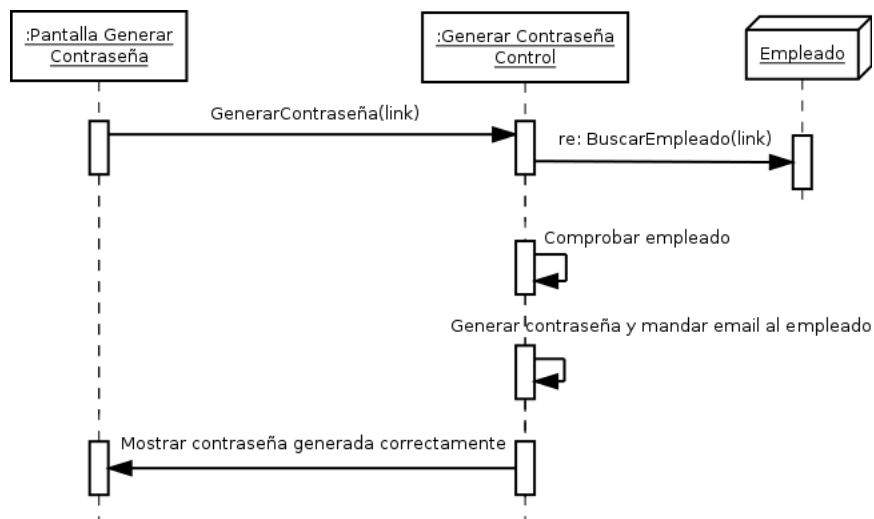 :Pantalla Generar
Contraseña
:Generar Contraseña
Control
Empleado
GenerarContraseña(link)
re: BuscarEmpleado(link)
Comprobar empleado
Generar contraseña y mandar email al empleado
Mostrar contraseña generada correctamente